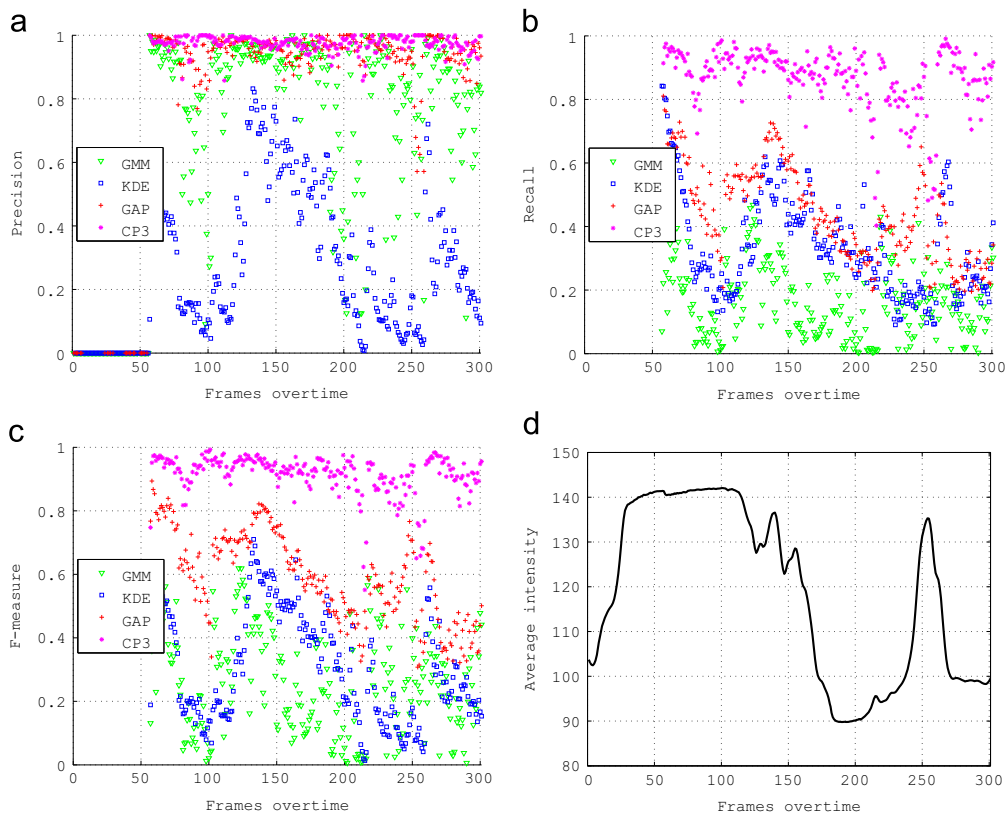 a
1
0.8
0.6
0.4
0.2
0
Precision
GMM
KDE
GAP
CP3
0 50 100 150 200 250 300
Frames overtime
b
1
0.8
0.6
0.4
0.2
0
Recall
GMM
KDE
GAP
CP3
0 50 100 150 200 250 300
Frames overtime
c
1
0.8
0.6
0.4
0.2
0
F-measure
GMM
KDE
GAP
CP3
0 50 100 150 200 250 300
Frames overtime
d
150
140
130
120
110
100
90
80
Average intensity
0 50 100 150 200 250 300
Frames overtime